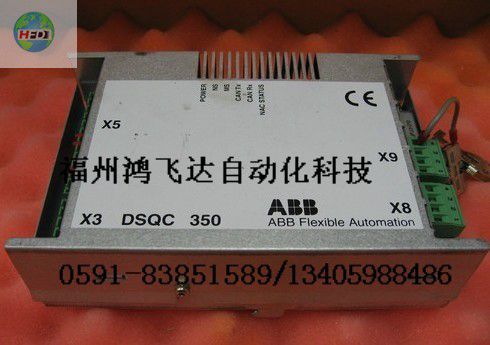 HFD
POWER
NS
MS
CAN Tx
CAN Rx
NAC STATUS
CE
X5
福州鸿飞达自动化科技
X9
X3 DSQC 350
ABB
X8
ABB Flexible Automation
0591-83851589/13405988486